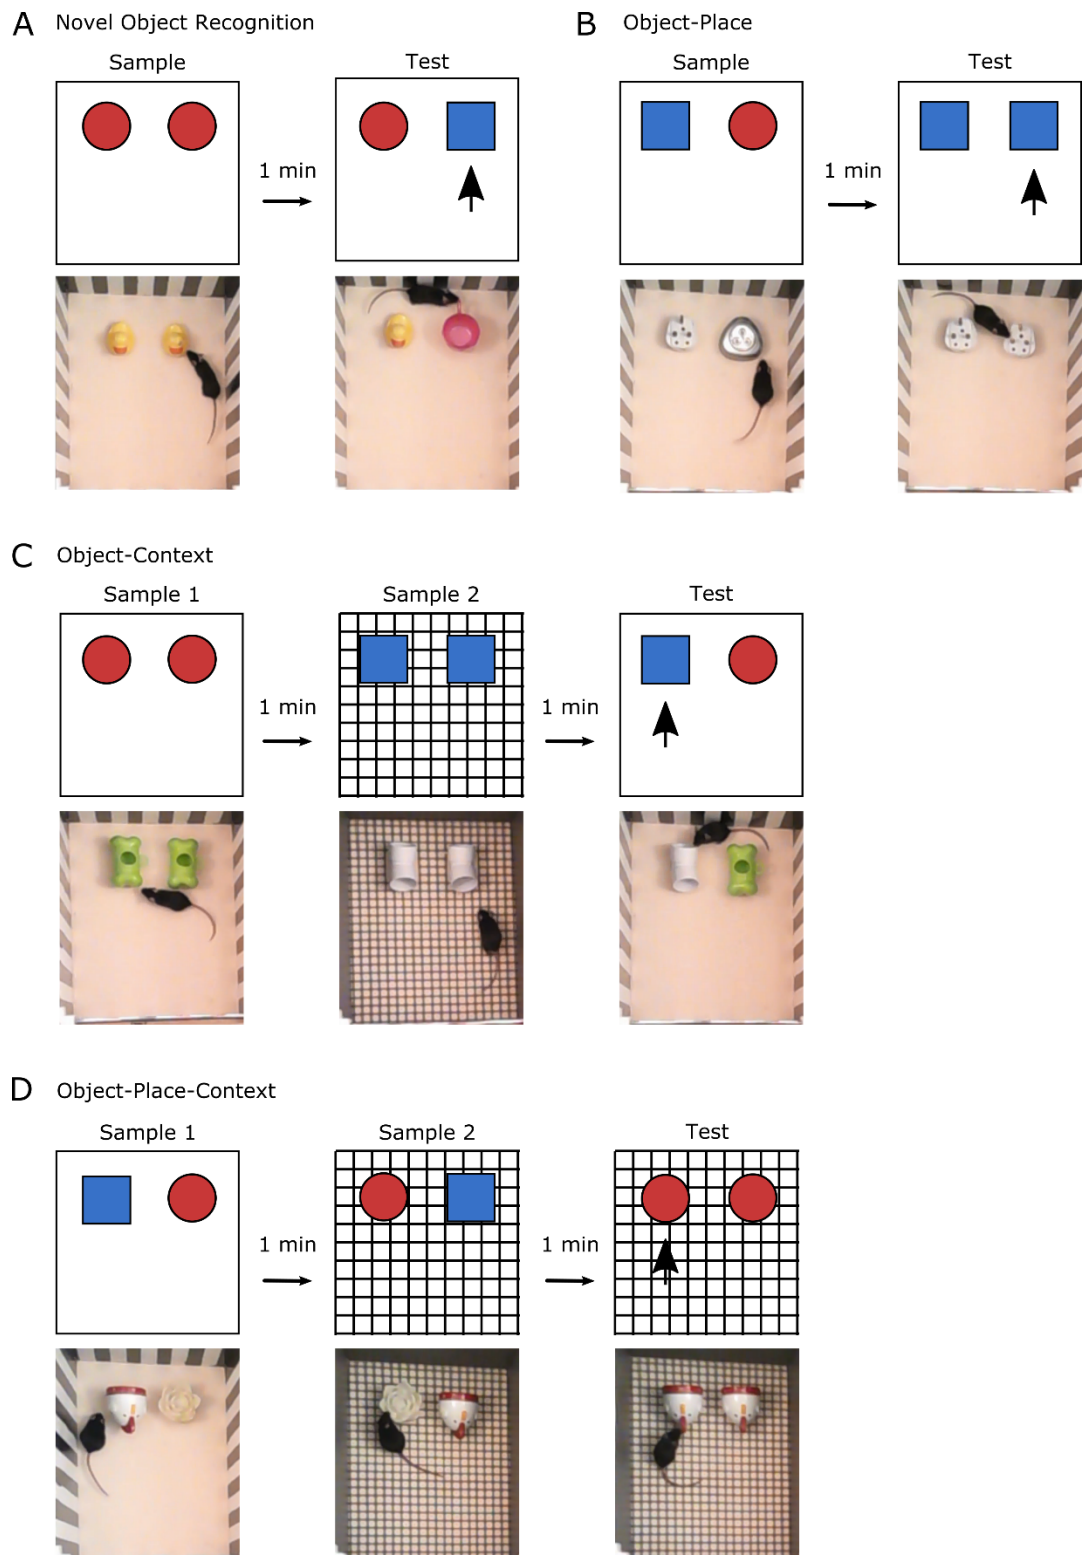 A Novel Object Recognition
Sample
Test
1 min
B Object-Place
Sample
Test
1 min
C Object-Context
Sample 1
Sample 2
Test
1 min
1 min
D Object-Place-Context
Sample 1
Sample 2
Test
1 min
1 min